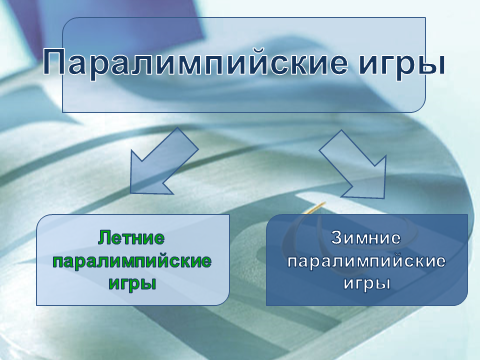 Паралимпийские игры
Летние
паралимпийские
игры
Зимние
паралимпийские
игры